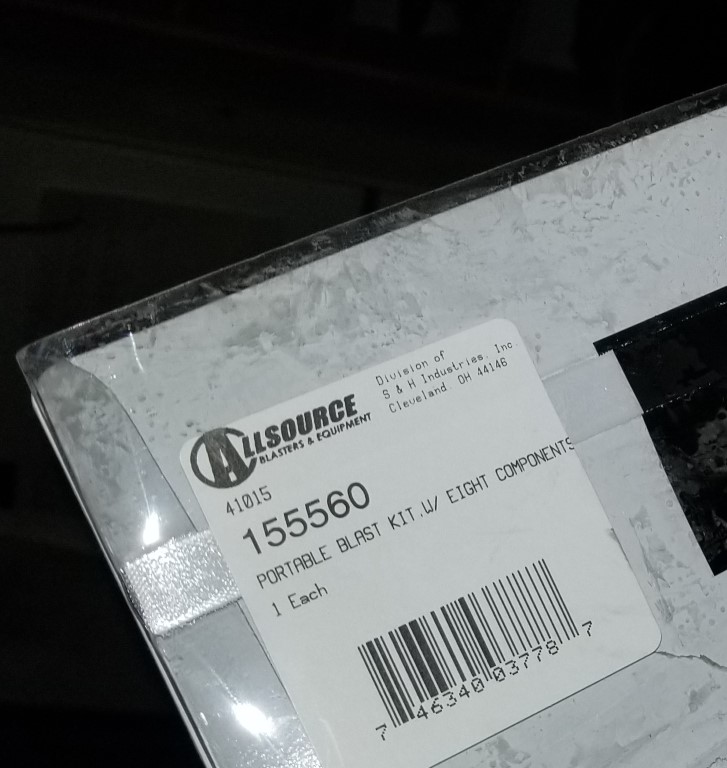 ALLSOURCE
BLASTERS & EQUIPMENT
Division of
S & H Industries, Inc
Cleveland OH 44146
41015
155560
PORTABLE BLAST KIT.W/ EIGHT COMPONENTS
1 Each
7 46340 03778 7